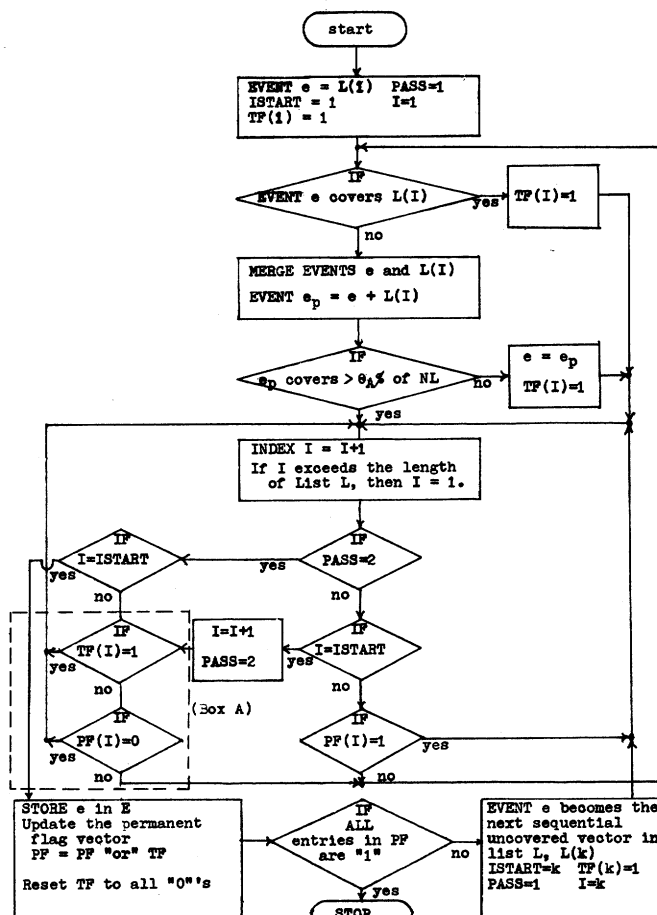 start
EVENT e = L(1) PASS=1
ISTART = 1 I=1
TF(1) = 1
IF
EVENT e covers L(I)
yes
TF(I)=1
no
MERGE EVENTS e and L(I)
EVENT ep = e + L(I)
IF
ep covers > θA% of NL
no
e = ep
TF(I)=1
yes
INDEX I = I+1
If I exceeds the length
of List L, then I = 1.
IF
I=ISTART
yes
no
IF
PASS=2
yes
no
IF
TF(I)=1
yes
no
I=I+1
PASS=2
IF
I=ISTART
yes
no
(Box A)
IF
PF(I)=0
yes
no
IF
PF(I)=1
yes
no
STORE e in E
Update the permanent
flag vector
PF = PF "or" TF
Reset TF to all "0"'s
IF
ALL
entries in PF
are "1"
no
yes
EVENT e becomes the
next sequential
uncovered vector in
list L, L(k)
ISTART=k TF(k)=1
PASS=1 I=k
STOP